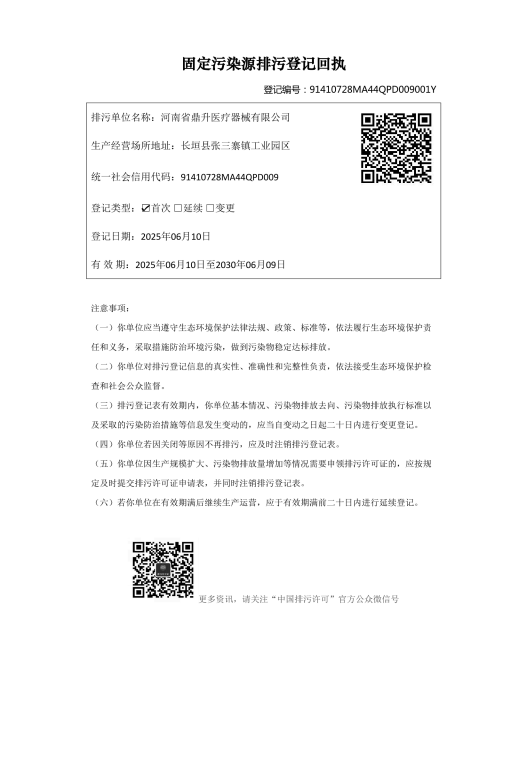 固定污染源排污登记回执
登记编号：91410728MA44QPD009001Y
排污单位名称：河南省鼎升医疗器械有限公司
生产经营场所地址：长垣县张三寨镇工业园区
统一社会信用代码：91410728MA44QPD009
登记类型：☑首次 ☐延续 ☐变更
登记日期：2025年06月10日
有 效 期：2025年06月10日至2030年06月09日
注意事项：
（一）你单位应当遵守生态环境保护法律法规、政策、标准等，依法履行生态环境保护责
任和义务，采取措施防治环境污染，做到污染物稳定达标排放。
（二）你单位对排污登记信息的真实性、准确性和完整性负责，依法接受生态环境保护检
查和社会公众监督。
（三）排污登记表有效期内，你单位基本情况、污染物排放去向、污染物排放执行标准以
及采取的污染防治措施等信息发生变动的，应当自变动之日起二十日内进行变更登记。
（四）你单位若因关闭等原因不再排污，应及时注销排污登记表。
（五）你单位因生产规模扩大、污染物排放量增加等情况需要申领排污许可证的，应按规
定及时提交排污许可证申请表，并同时注销排污登记表。
（六）若你单位在有效期满后继续生产运营，应于有效期满前二十日内进行延续登记。
更多资讯，请关注“中国排污许可”官方公众微信号